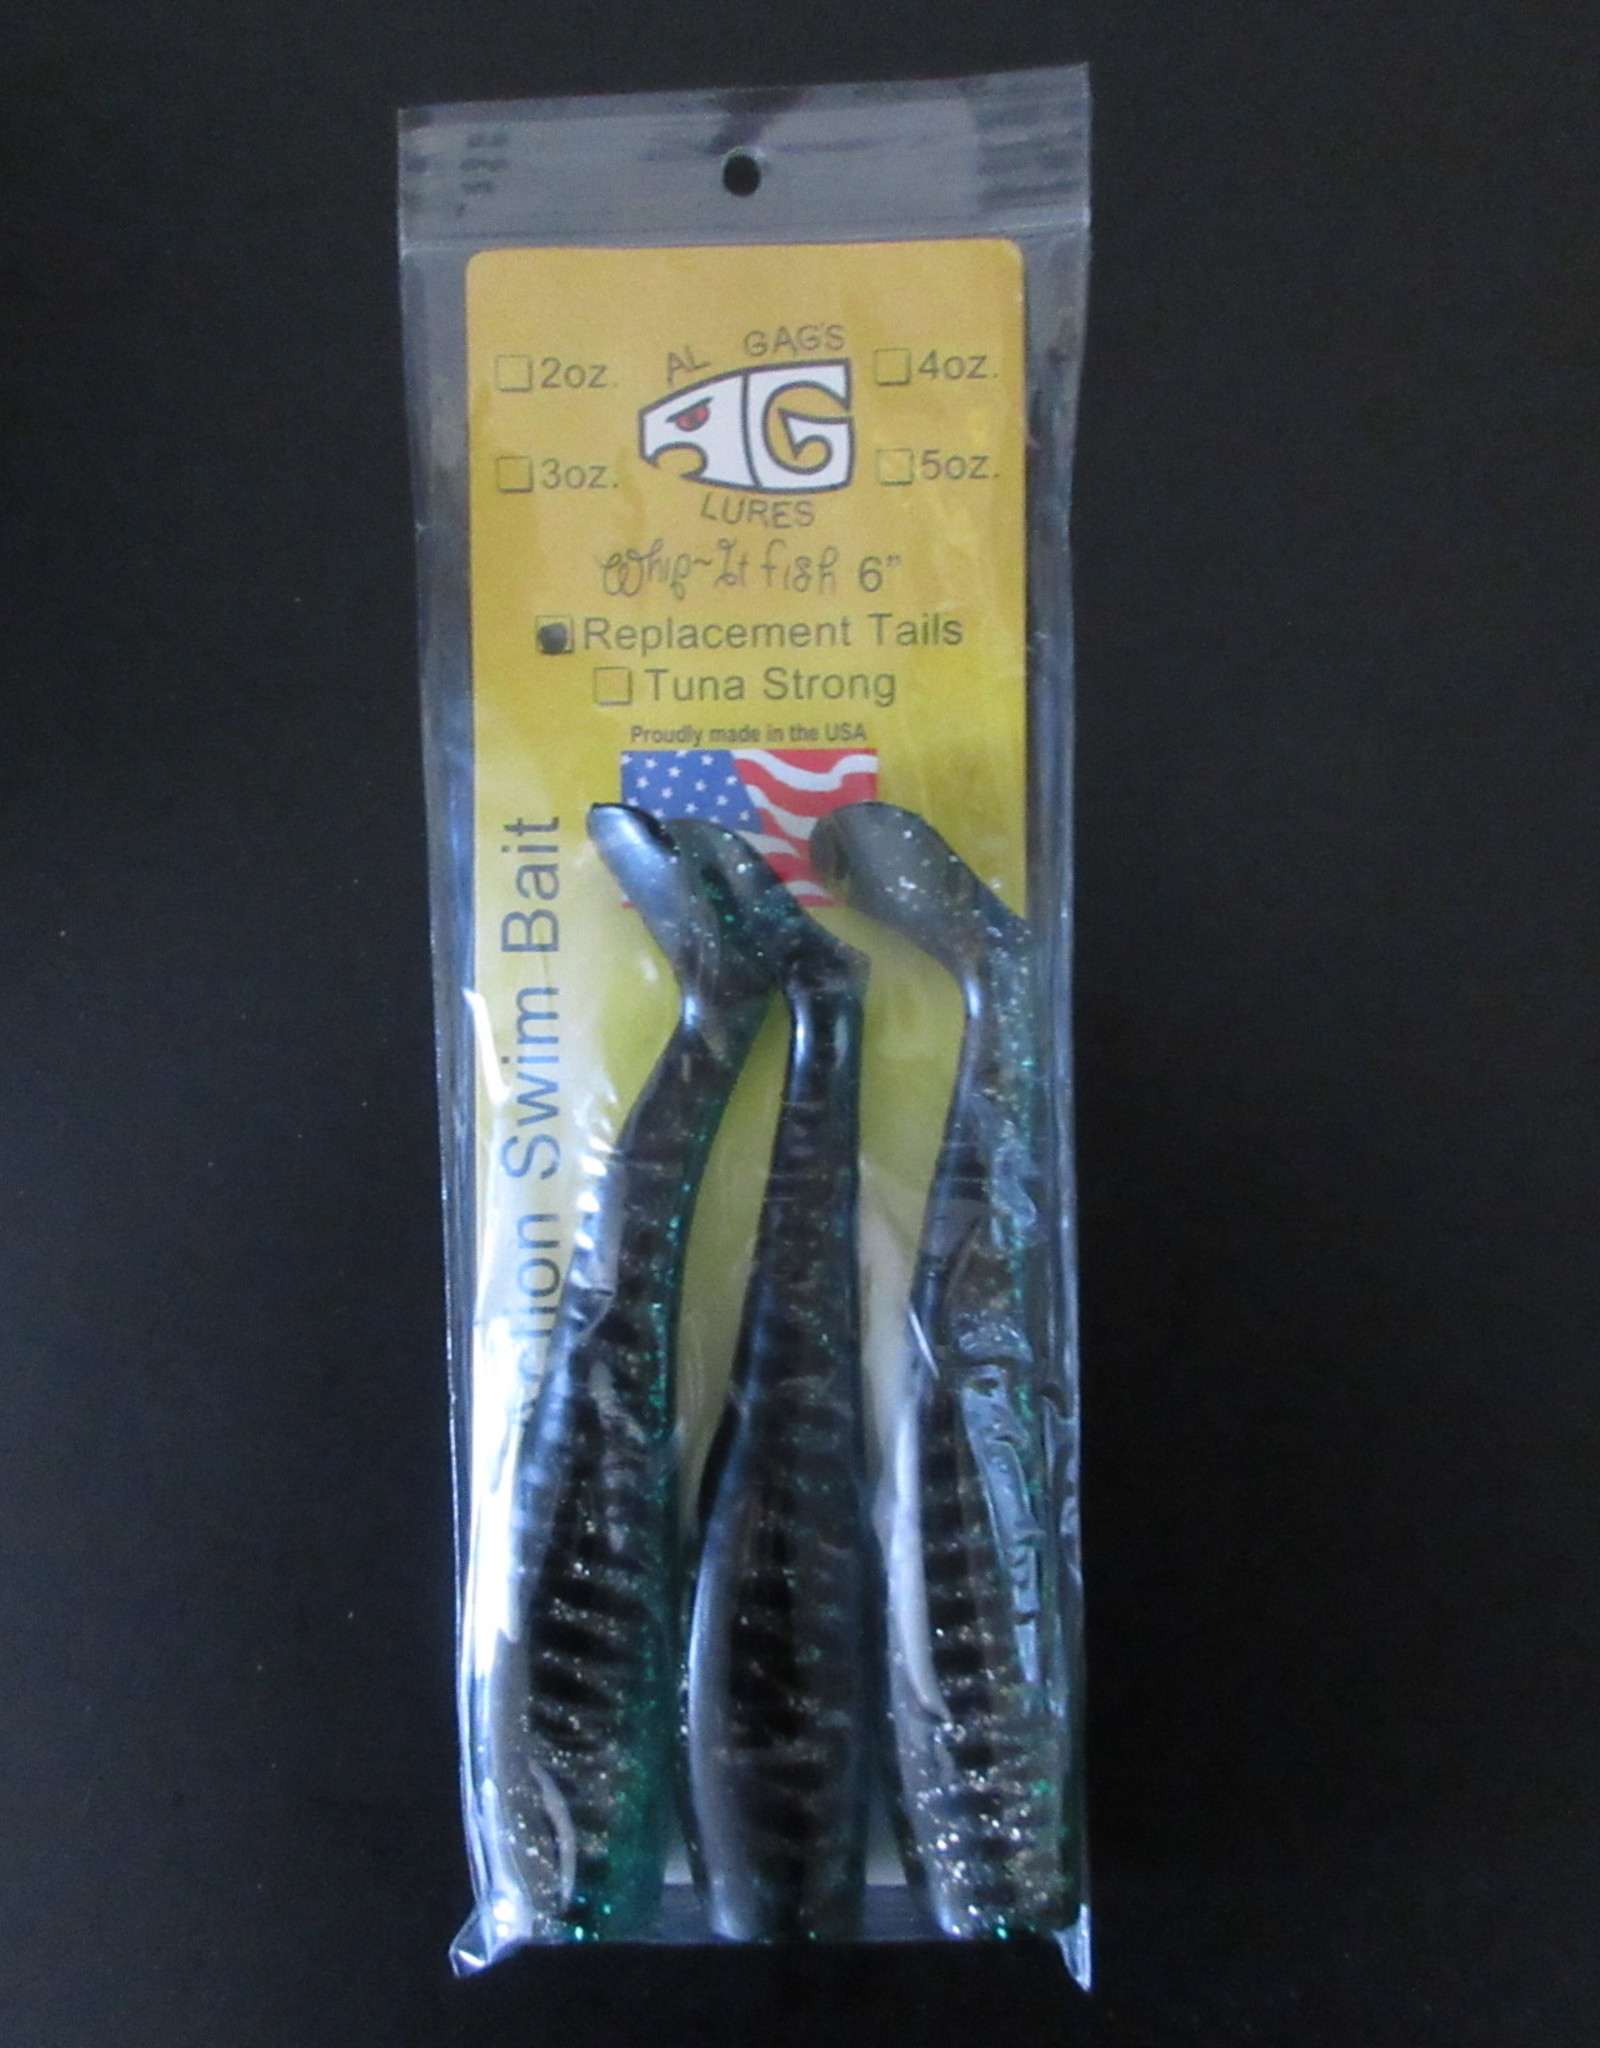 AL GAG'S
2oz. 4oz.
G
3oz. 5oz.
LURES
Whip~It fish 6"
Replacement Tails
Tuna Strong
Proudly made in the USA
Swim Bait